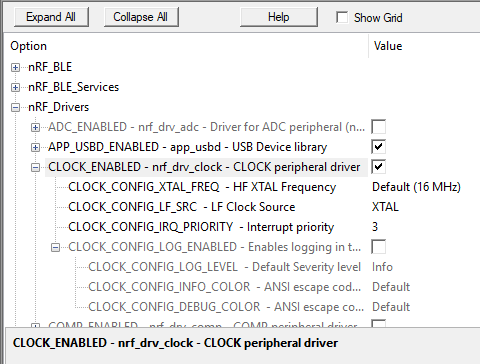 Expand All Collapse All Help Show Grid
Option Value
nRF_BLE
nRF_BLE_Services
nRF_Drivers
ADC_ENABLED - nrf_drv_adc - Driver for ADC peripheral (n...
APP_USBD_ENABLED - app_usbd - USB Device library
CLOCK_ENABLED - nrf_drv_clock - CLOCK peripheral driver
CLOCK_CONFIG_XTAL_FREQ - HF XTAL Frequency Default (16 MHz)
CLOCK_CONFIG_LF_SRC - LF Clock Source XTAL
CLOCK_CONFIG_IRQ_PRIORITY - Interrupt priority 3
CLOCK_CONFIG_LOG_ENABLED - Enables logging in t...
CLOCK_CONFIG_LOG_LEVEL - Default Severity level Info
CLOCK_CONFIG_INFO_COLOR - ANSI escape cod... Default
CLOCK_CONFIG_DEBUG_COLOR - ANSI escape co... Default
COMP_ENABLED - nrf_drv_comp - COMP peripheral driver
CLOCK_ENABLED - nrf_drv_clock - CLOCK peripheral driver